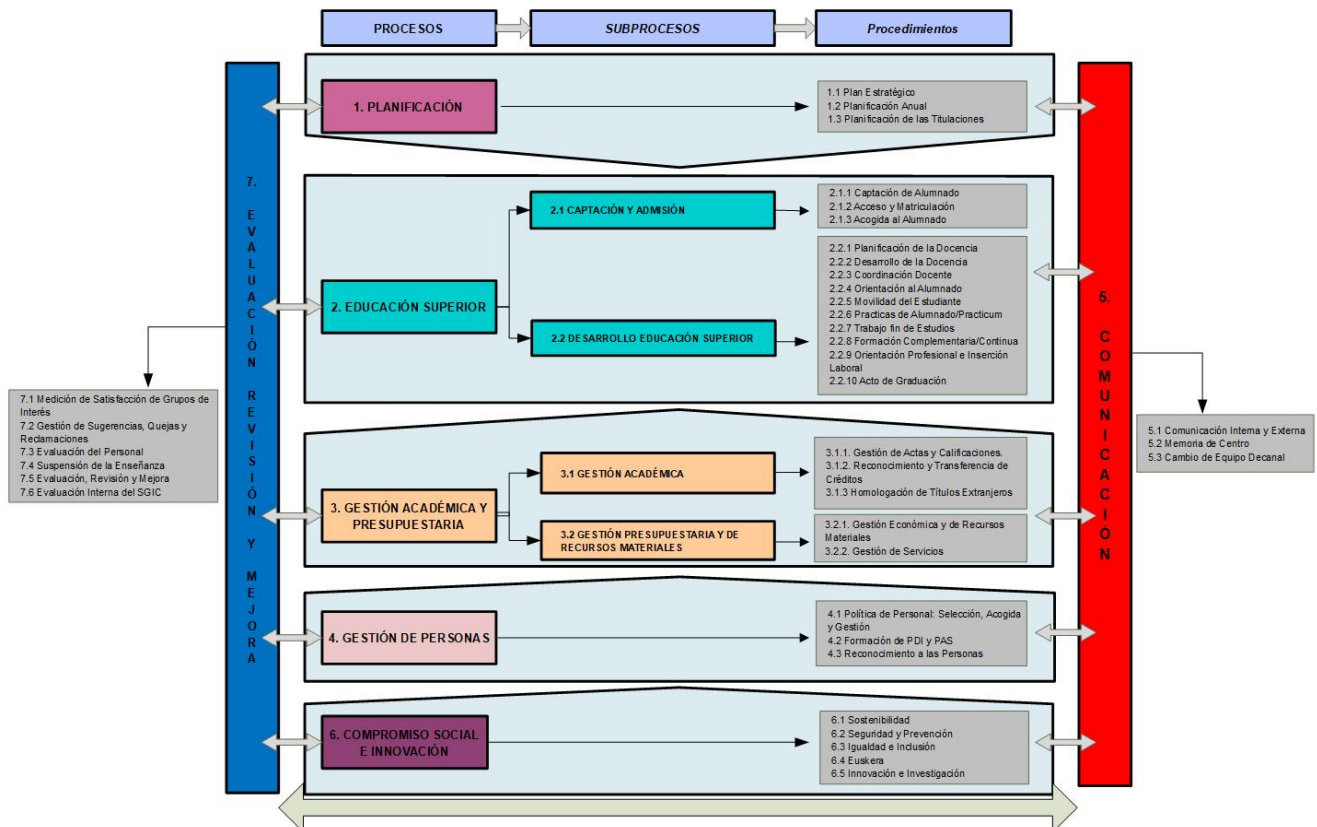 PROCESOS
SUBPROCESOS
Procedimientos
1. PLANIFICACIÓN
1.1 Plan Estratégico
1.2 Planificación Anual
1.3 Planificación de las Titulaciones
7. EVALUACIÓN REVISIÓN Y MEJORA
2. EDUCACIÓN SUPERIOR
2.1 CAPTACIÓN Y ADMISIÓN
2.1.1 Captación de Alumnado
2.1.2 Acceso y Matriculación
2.1.3 Acogida al Alumnado
2.2 DESARROLLO EDUCACIÓN SUPERIOR
2.2.1 Planificación de la Docencia
2.2.2 Desarrollo de la Docencia
2.2.3 Coordinación Docente
2.2.4 Orientación al Alumnado
2.2.5 Movilidad del Estudiante
2.2.6 Practicas de Alumnado/Practicum
2.2.7 Trabajo fin de Estudios
2.2.8 Formación Complementaria/Continua
2.2.9 Orientación Profesional e Inserción
Laboral
2.2.10 Acto de Graduación
5. COMUNICACIÓN
7.1 Medición de Satisfacción de Grupos de
Interés
7.2 Gestión de Sugerencias, Quejas y
Reclamaciones
7.3 Evaluación del Personal
7.4 Suspensión de la Enseñanza
7.5 Evaluación, Revisión y Mejora
7.6 Evaluación Interna del SGIC
5.1 Comunicación Interna y Externa
5.2 Memoria de Centro
5.3 Cambio de Equipo Decanal
3. GESTIÓN ACADÉMICA Y
PRESUPUESTARIA
3.1 GESTIÓN ACADÉMICA
3.1.1. Gestión de Actas y Calificaciones.
3.1.2. Reconocimiento y Transferencia de
Créditos
3.1.3 Homologación de Títulos Extranjeros
3.2 GESTIÓN PRESUPUESTARIA Y DE
RECURSOS MATERIALES
3.2.1. Gestión Económica y de Recursos
Materiales
3.2.2. Gestión de Servicios
4. GESTIÓN DE PERSONAS
4.1 Política de Personal: Selección, Acogida
y Gestión
4.2 Formación de PDI y PAS
4.3 Reconocimiento a las Personas
6. COMPROMISO SOCIAL
E INNOVACIÓN
6.1 Sostenibilidad
6.2 Seguridad y Prevención
6.3 Igualdad e Inclusión
6.4 Euskera
6.5 Innovación e Investigación